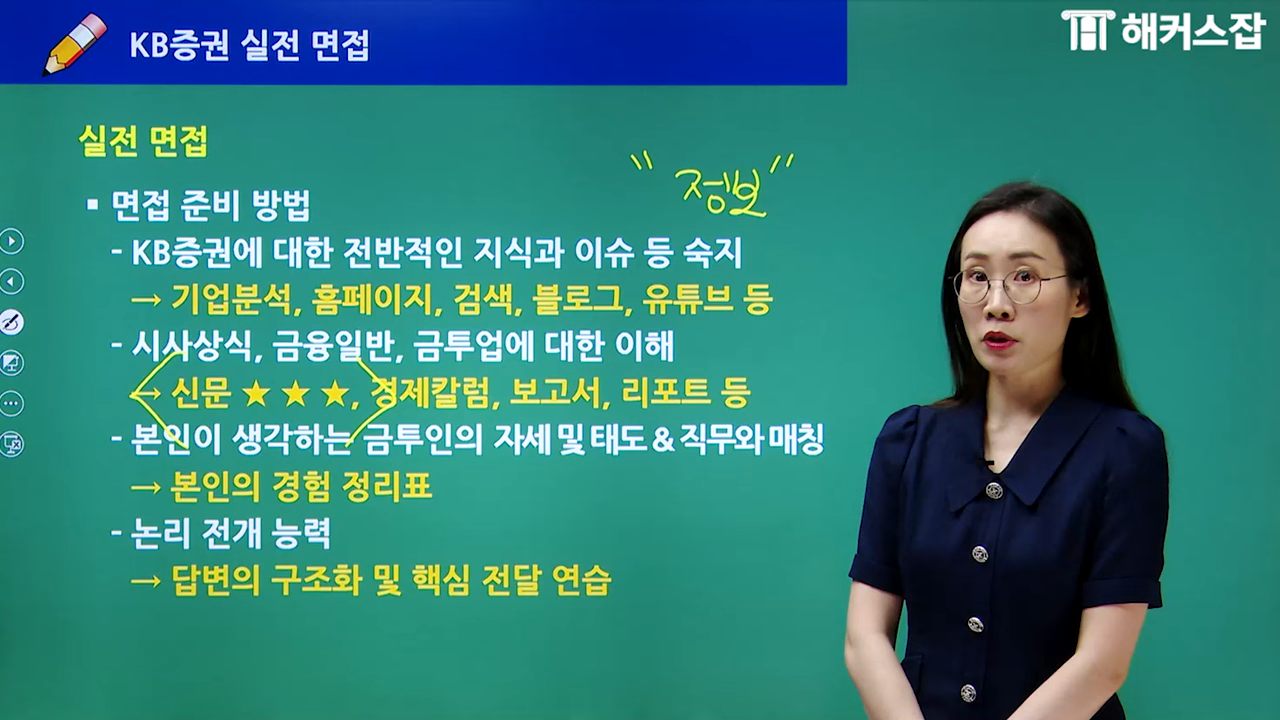 KB증권 실전 면접
해커스잡
실전 면접
"정보"
▪ 면접 준비 방법
- KB증권에 대한 전반적인 지식과 이슈 등 숙지
→ 기업분석, 홈페이지, 검색, 블로그, 유튜브 등
- 시사상식, 금융일반, 금투업에 대한 이해
→ 신문 ★ ★ ★, 경제칼럼, 보고서, 리포트 등
- 본인이 생각하는 금투인의 자세 및 태도 & 직무와 매칭
→ 본인의 경험 정리표
- 논리 전개 능력
→ 답변의 구조화 및 핵심 전달 연습